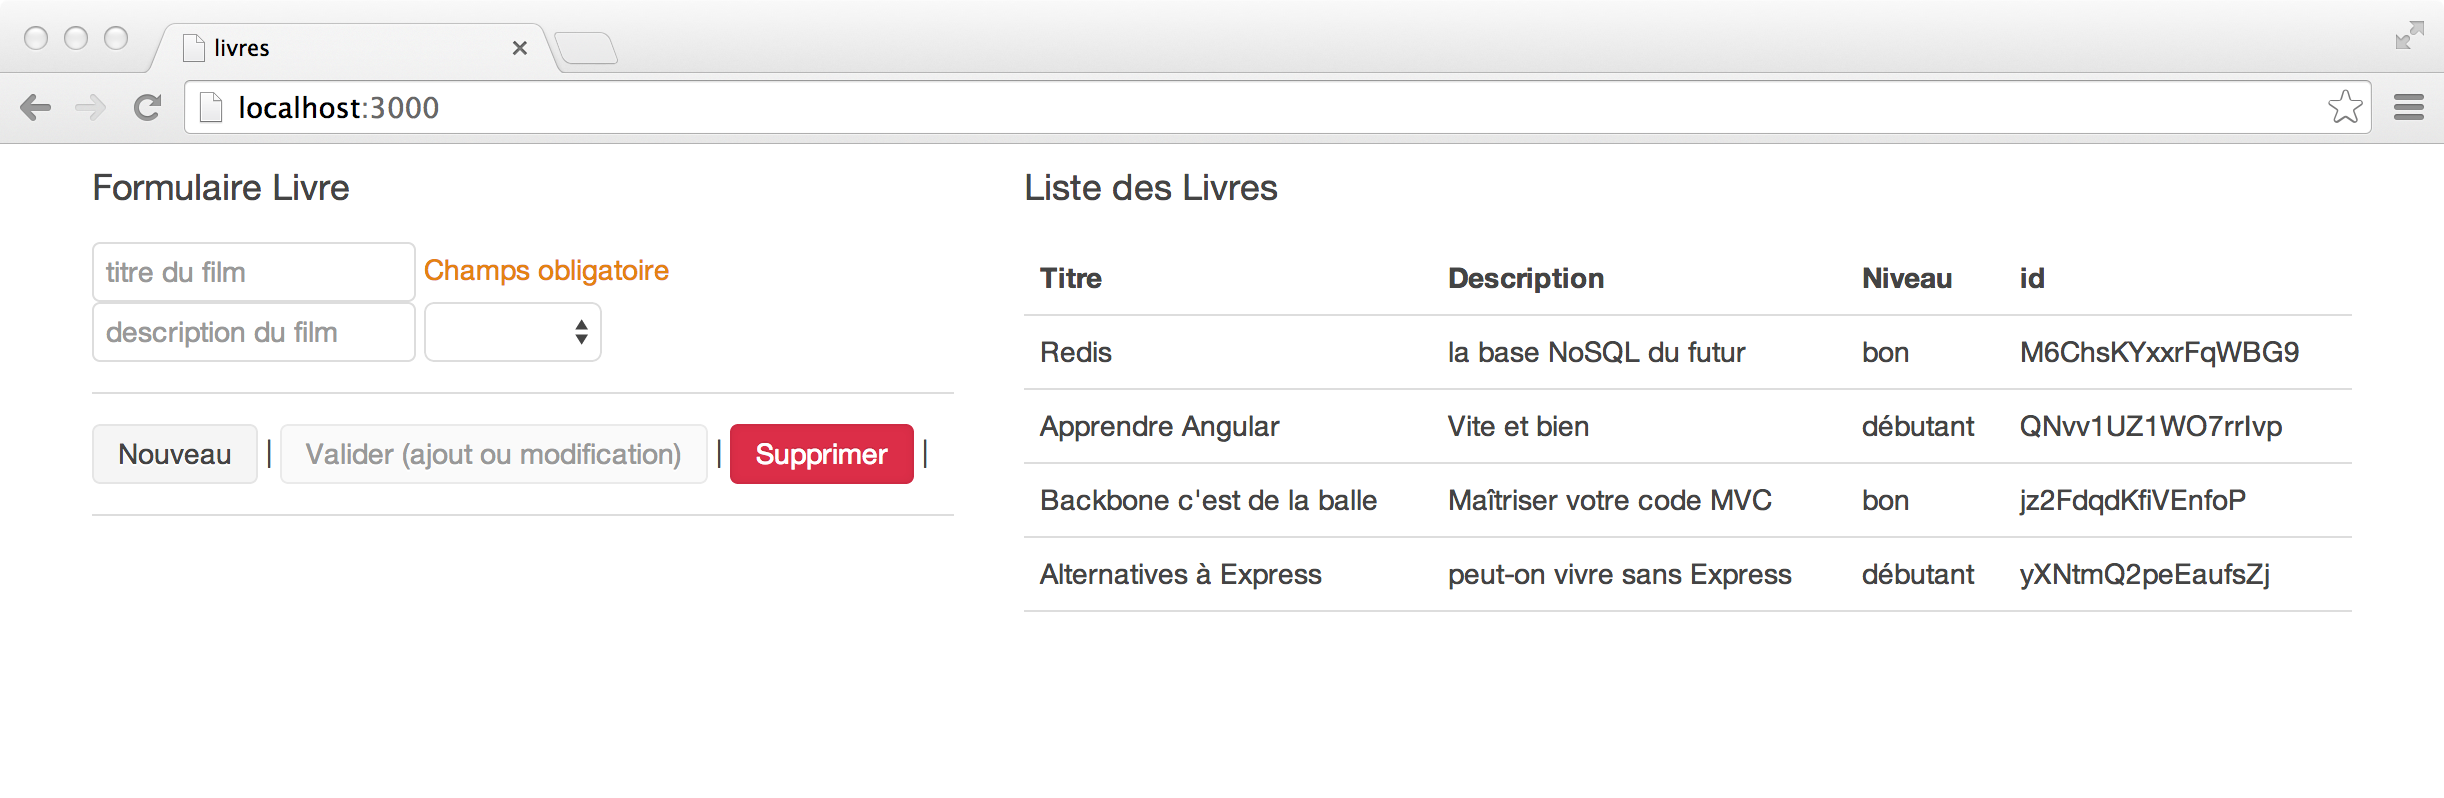 livres
localhost:3000
Formulaire Livre
titre du film Champs obligatoire
description du film
Nouveau | Valider (ajout ou modification) | Supprimer |
Liste des Livres
Titre Description Niveau id
Redis la base NoSQL du futur bon M6ChsKYxxrFqWBG9
Apprendre Angular Vite et bien débutant QNvv1UZ1WO7rrIvp
Backbone c'est de la balle Maîtriser votre code MVC bon jz2FdqdKfiVEnfoP
Alternatives à Express peut-on vivre sans Express débutant yXNtmQ2peEaufsZj